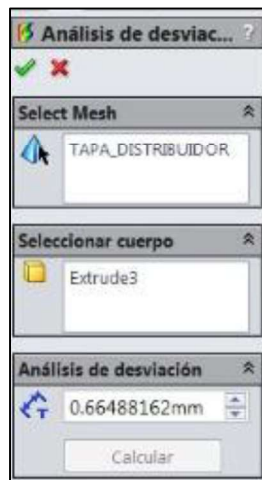 Análisis de desviac... ?
Select Mesh
TAPA_DISTRIBUIDOR
Seleccionar cuerpo
Extrude3
Análisis de desviación
0.66488162mm
Calcular